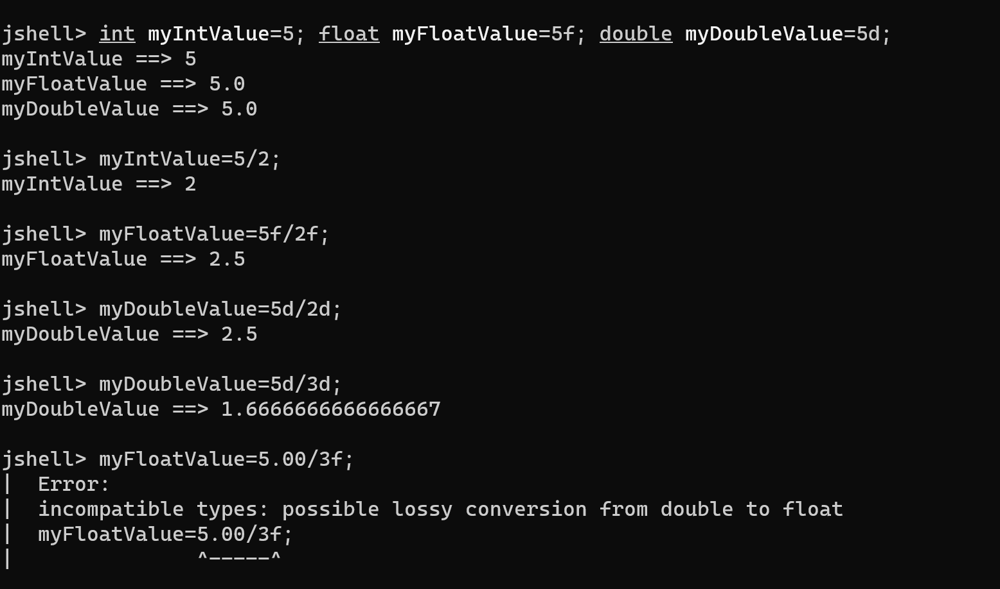 jshell> int myIntValue=5; float myFloatValue=5f; double myDoubleValue=5d;
myIntValue ==> 5
myFloatValue ==> 5.0
myDoubleValue ==> 5.0
jshell> myIntValue=5/2;
myIntValue ==> 2
jshell> myFloatValue=5f/2f;
myFloatValue ==> 2.5
jshell> myDoubleValue=5d/2d;
myDoubleValue ==> 2.5
jshell> myDoubleValue=5d/3d;
myDoubleValue ==> 1.6666666666666667
jshell> myFloatValue=5.00/3f;
|  Error:
|  incompatible types: possible lossy conversion from double to float
|  myFloatValue=5.00/3f;
|               ^-----^